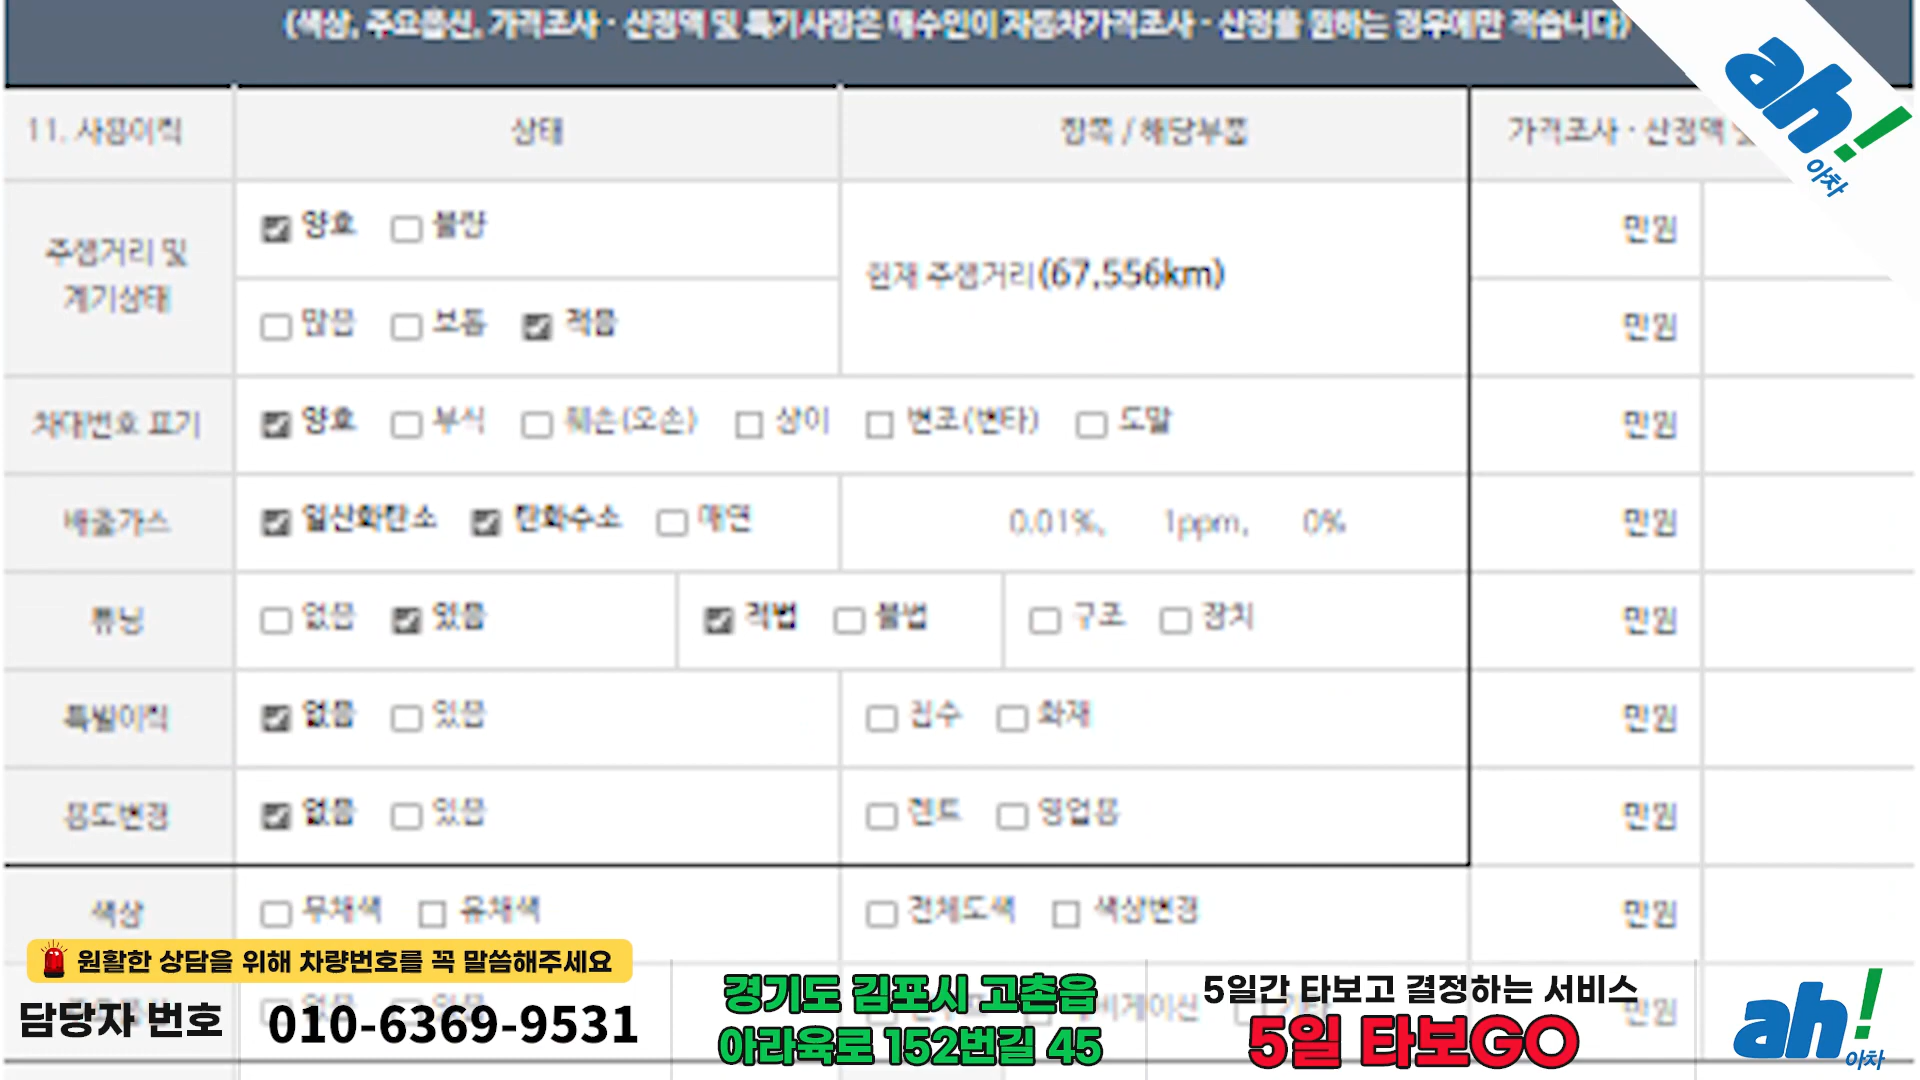 (색상, 주요옵션, 가격조사 · 산정액 및 특기사항은 매수인이 자동차가격조사 · 산정을 원하는 경우에만 적습니다)
ah!
아차
11. 사용이력 상태 항목 / 해당부품 가격조사 · 산정액
주행거리 및
계기상태
양호 불량
현재 주행거리(67,556km)
만원
많음 보통 적음
만원
차대번호 표기 양호 부식 훼손(오손) 상이 변조(변타) 도말 만원
배출가스 일산화탄소 탄화수소 매연 0.01%, 1ppm, 0% 만원
튜닝 없음 있음 적법 불법 구조 장치 만원
특별이력 없음 있음 침수 화재 만원
용도변경 없음 있음 렌트 영업용 만원
색상 무채색 유채색 전체도색 색상변경 만원
없음 있음 만원
원활한 상담을 위해 차량번호를 꼭 말씀해주세요
담당자 번호 010-6369-9531
경기도 김포시 고촌읍
아라육로 152번길 45
5일간 타보고 결정하는 서비스
5일 타보GO
ah!
아차